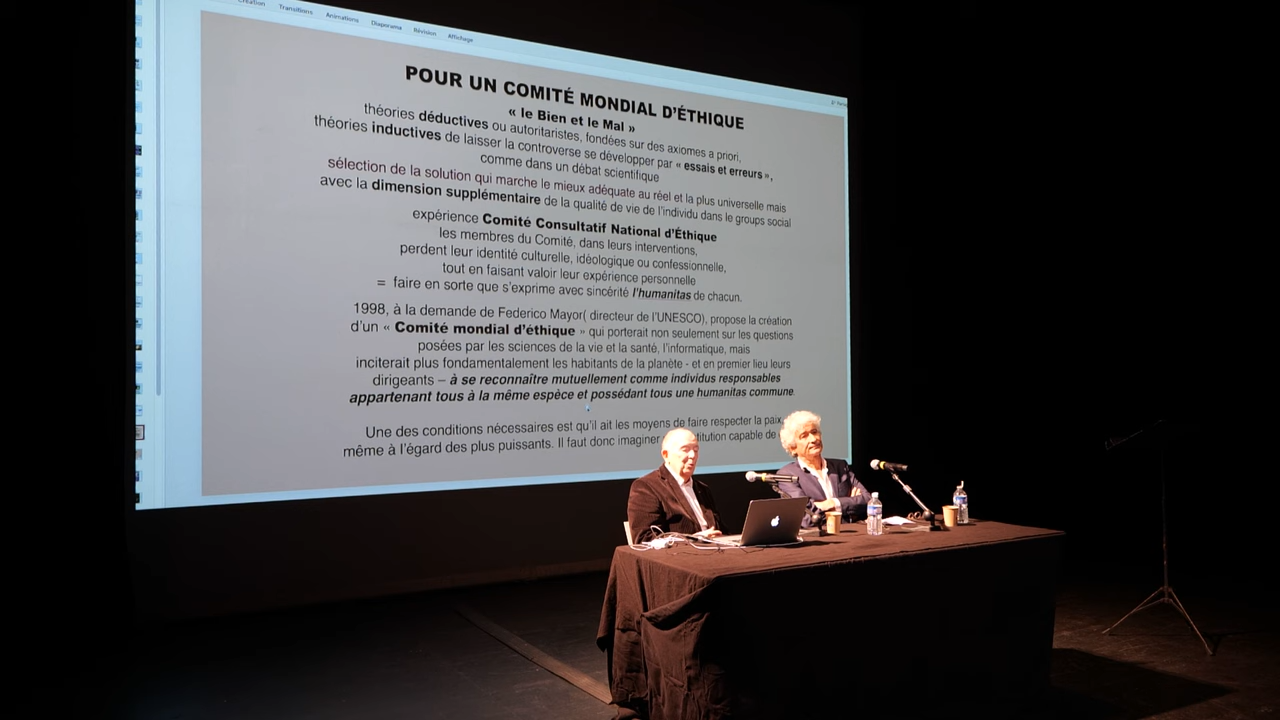 Création Transitions Animations Diaporama Révision Affichage
POUR UN COMITÉ MONDIAL D'ÉTHIQUE
« le Bien et le Mal »
théories déductives ou autoritaristes, fondées sur des axiomes a priori,
théories inductives de laisser la controverse se développer par « essais et erreurs »,
comme dans un débat scientifique
sélection de la solution qui marche le mieux adéquate au réel et la plus universelle mais
avec la dimension supplémentaire de la qualité de vie de l'individu dans le groups social
expérience Comité Consultatif National d'Éthique
les membres du Comité, dans leurs interventions,
perdent leur identité culturelle, idéologique ou confessionnelle,
tout en faisant valoir leur expérience personnelle
= faire en sorte que s'exprime avec sincérité l'humanitas de chacun.
1998, à la demande de Federico Mayor( directeur de l'UNESCO), propose la création
d'un « Comité mondial d'éthique » qui porterait non seulement sur les questions
posées par les sciences de la vie et la santé, l'informatique, mais
inciterait plus fondamentalement les habitants de la planète - et en premier lieu leurs
dirigeants – à se reconnaître mutuellement comme individus responsables
appartenant tous à la même espèce et possédant tous une humanitas commune.
Une des conditions nécessaires est qu'il ait les moyens de faire respecter la paix,
même à l'égard des plus puissants. Il faut donc imaginer stitution capable de